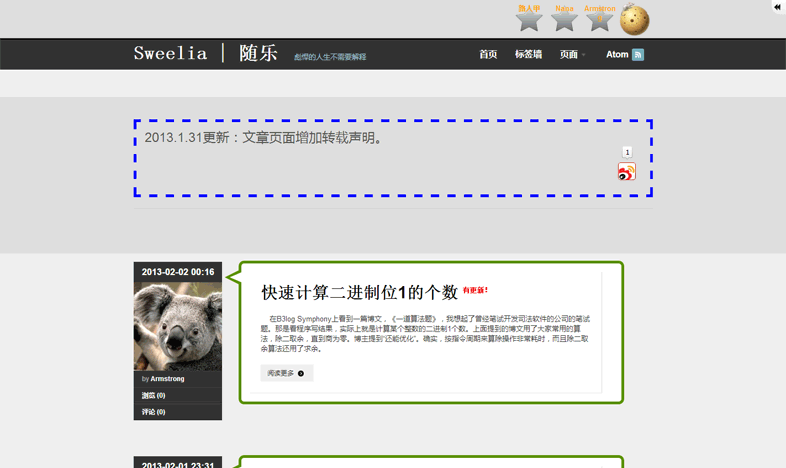 路人甲 Naga Armstron
Sweelia | 随乐 彪悍的人生不需要解释 首页 标签墙 页面 Atom
2013.1.31更新：文章页面增加转载声明。
1
2013-02-02 00:16
快速计算二进制位1的个数 有更新！
在B3log Symphony上看到一篇博文，《一道算法题》，我想起了曾经笔试开发司法软件的公司的笔试
题。那是看程序写结果，实际上就是计算某个整数的二进制1个数。上面提到的博文用了大家常用的算
法，除二取余，直到商为零。博主提到“还能优化”。确实，按指令周期来算除操作非常耗时，而且除二取
余算法还用了求余。
阅读更多
by Armstrong
浏览 (0)
评论 (0)
2013-02-01 23:31